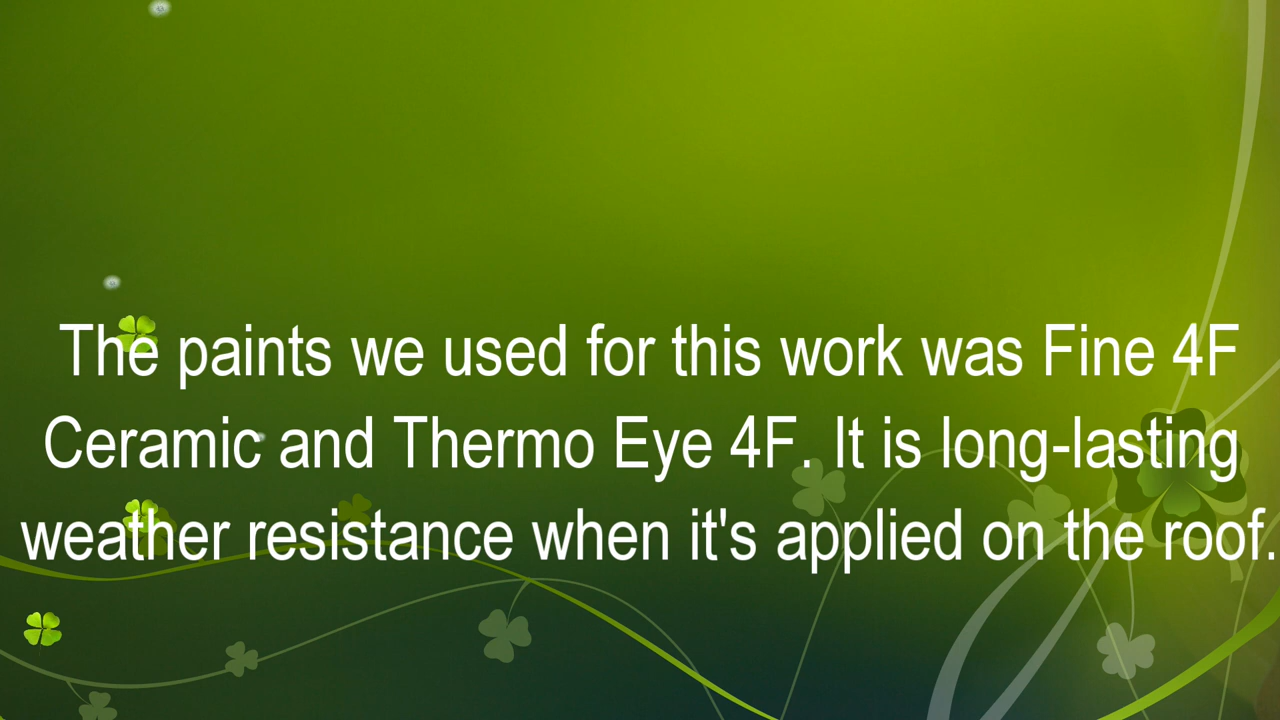 The paints we used for this work was Fine 4F
Ceramic and Thermo Eye 4F. It is long-lasting
weather resistance when it's applied on the roof.